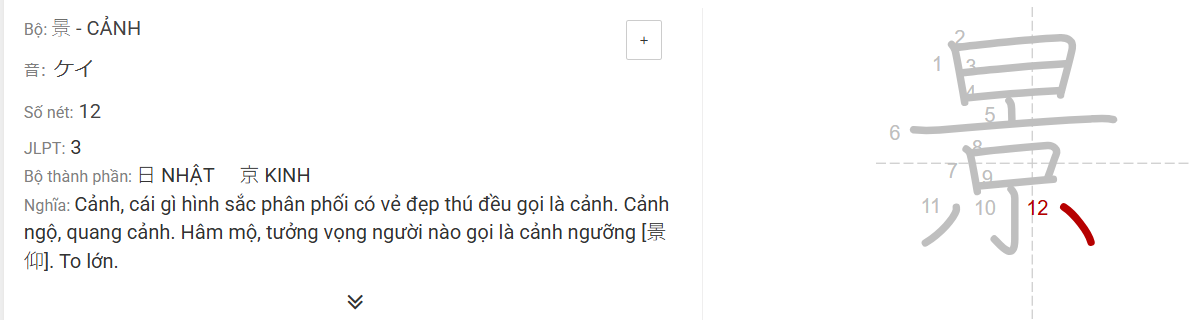 Bộ: 景 - CẢNH
+
音: ケイ
Số nét: 12
JLPT: 3
Bộ thành phần: 日 NHẬT 京 KINH
Nghĩa: Cảnh, cái gì hình sắc phân phối có vẻ đẹp thú đều gọi là cảnh. Cảnh
ngộ, quang cảnh. Hâm mộ, tưởng vọng người nào gọi là cảnh ngưỡng [景
仰]. To lớn.
景
1
2
3
4
5
6
7
8
9
10
11
12